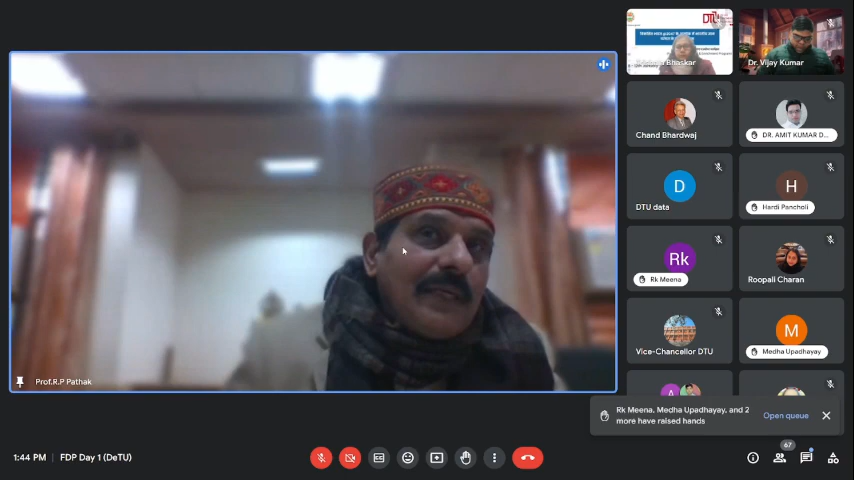 DTU
Bhaskar
Dr. Vijay Kumar
Chand Bhardwaj
DR. AMIT KUMAR D...
D
DTU data
H
Hardi Pancholi
Rk
Rk Meena
Roopali Charan
Vice-Chancellor DTU
M
Medha Upadhayay
A
Prof.R.P Pathak
Rk Meena, Medha Upadhayay, and 2
more have raised hands
Open queue
67
1:44 PM | FDP Day 1 (DeTU)